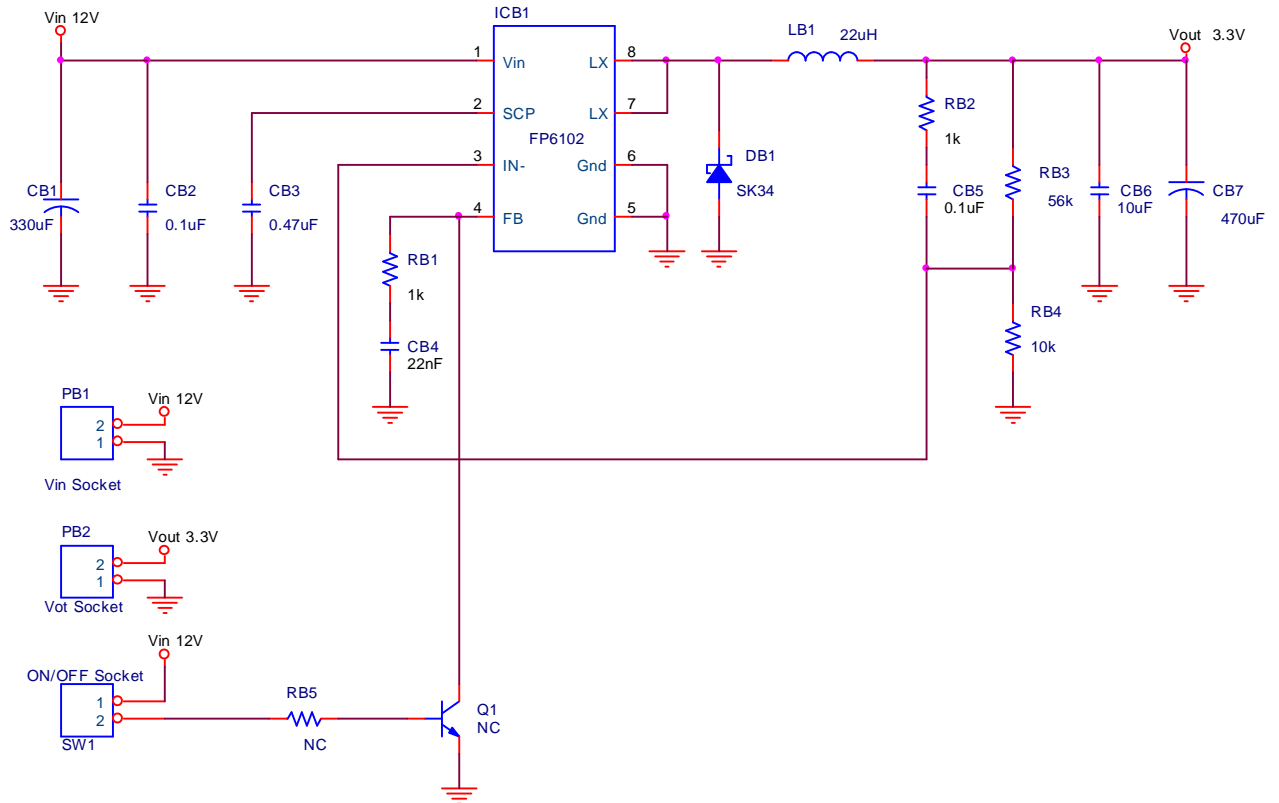 Vin 12V
ICB1
1
Vin
2
SCP
3
IN-
4
FB
FP6102
8
LX
7
LX
6
Gnd
5
Gnd
LB1
22uH
Vout 3.3V
CB1
330uF
CB2
0.1uF
CB3
0.47uF
RB1
1k
CB4
22nF
DB1
SK34
RB2
1k
CB5
0.1uF
RB3
56k
RB4
10k
CB6
10uF
CB7
470uF
PB1
Vin 12V
2
1
Vin Socket
PB2
Vout 3.3V
2
1
Vot Socket
Vin 12V
ON/OFF Socket
1
2
SW1
RB5
NC
Q1
NC